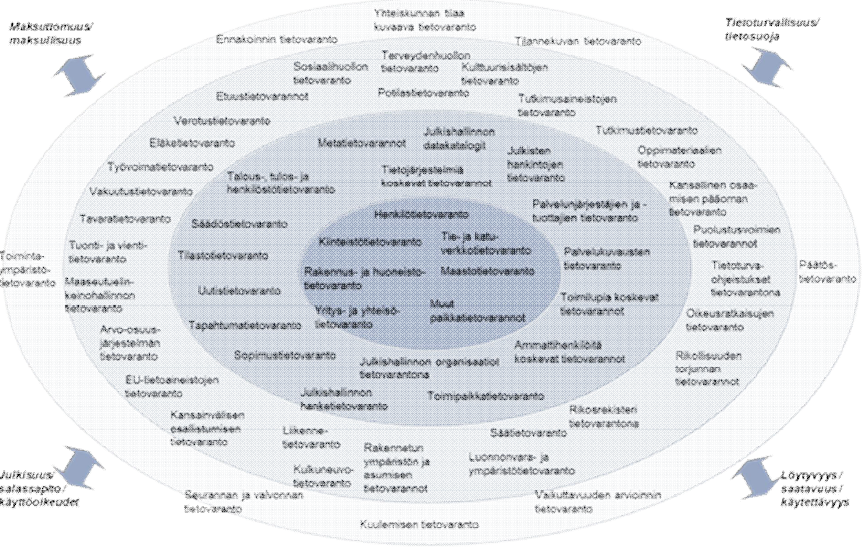 Maksuttomuus/
maksullisuus
Yhteiskunnan tilaa
kuvaava tietovaranto
Tietoturvallisuus/
tietosuoja
Ennakoinnin tietovaranto
Tilannekuvan tietovaranto
Sosiaalihuollon
tietovaranto
Terveydenhuollon
tietovaranto
Kulttuurisisältöjen
tietovaranto
Etuustietovarannot
Potilastietovaranto
Tutkimusaineistojen
tietovaranto
Verotustietovaranto
Tutkimustietovaranto
Eläketietovaranto
Metatietovarannot
Julkishallinnon
datakatalogit
Julkisten
hankintojen
tietovaranto
Oppimateriaalien
tietovaranto
Työvoimatietovaranto
Talous-, tulos- ja
henkilöstötietovaranto
Tietojärjestelmiä
koskevat tietovarannot
Vakuutustietovaranto
Kansallinen osaa-
misen pääoman
tietovaranto
Henkilötietovaranto
Palvelunjärjestäjien ja -
tuottajien tietovaranto
Tavaratietovaranto
Säädöstietovaranto
Puolustusvoimien
tietovarannot
Kiinteistötietovaranto
Tie- ja katu-
verkkotietovaranto
Tuonti- ja vienti-
tietovaranto
Tilastotietovaranto
Palvelukuvausten
tietovaranto
Toiminta-
ympäristö-
tietovaranto
Tietoturva-
ohjeistukset
tietovarantona
Päätös-
tietovaranto
Rakennus- ja huoneisto-
tietovaranto
Maastotietovaranto
Maaseutuelin-
keinohallinnon
tietovaranto
Uutistietovaranto
Toimilupia koskevat
tietovarannot
Yritys- ja yhteisö-
tietovaranto
Muut
paikkatietovarannot
Oikeusratkaisujen
tietovaranto
Arvo-osuus-
järjestelmän
tietovaranto
Tapahtumatietovaranto
Ammattihenkilöitä
koskevat tietovarannot
Sopimustietovaranto
Julkishallinnon organisaatiot
tietovarantona
Rikollisuuden
torjunnan
tietovarannot
EU-tietoaineistojen
tietovaranto
Julkishallinnon
hanketietovaranto
Toimipaikkatietovaranto
Kansainvälisen
osallistumisen
tietovaranto
Rikosrekisteri
tietovarantona
Liikenne-
tietovaranto
Säätietovaranto
Rakennetun
ympäristön ja
asumisen
tietovarannot
Luonnonvara- ja
ympäristötietovaranto
Kulkuneuvo-
tietovaranto
Julkisuus/
salassapito/
käyttöoikeudet
Löytyvyys/
saatavuus/
käytettävyys
Seurannan ja valvonnan
tietovaranto
Vaikuttavuuden arvioinnin
tietovaranto
Kuulemisen tietovaranto